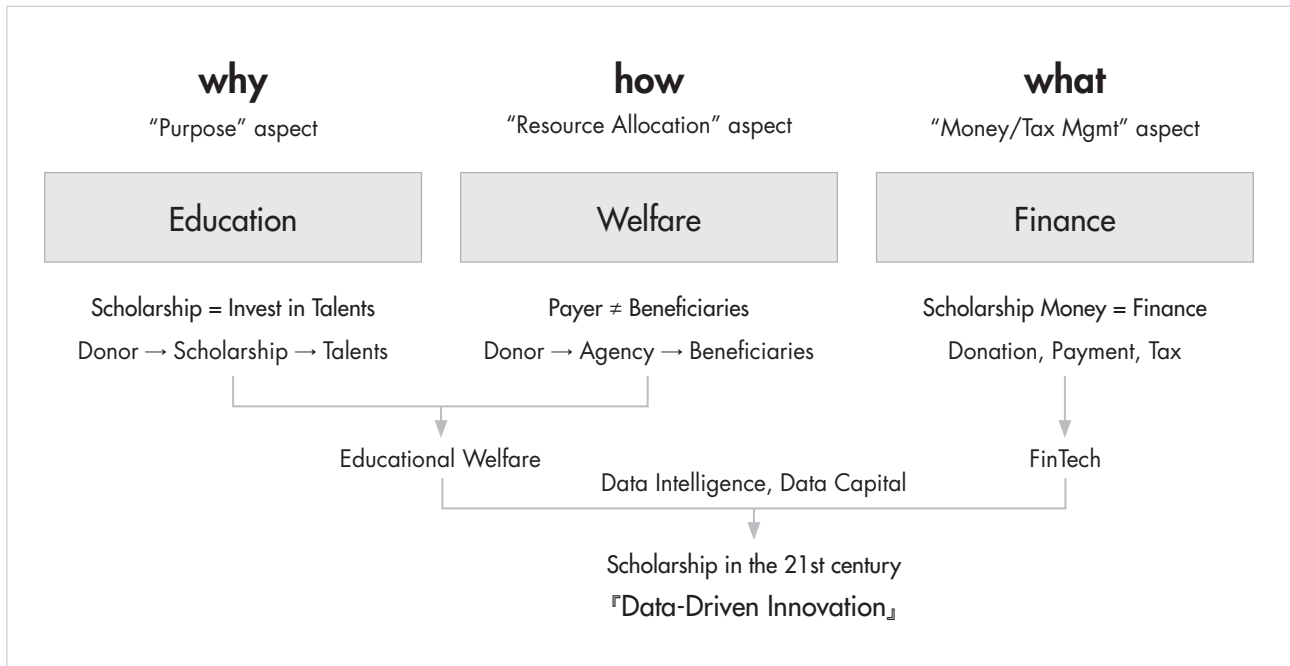 why
"Purpose" aspect
Education
Scholarship = Invest in Talents
Donor → Scholarship → Talents
how
"Resource Allocation" aspect
Welfare
Payer ≠ Beneficiaries
Donor → Agency → Beneficiaries
what
"Money/Tax Mgmt" aspect
Finance
Scholarship Money = Finance
Donation, Payment, Tax
Educational Welfare
FinTech
Data Intelligence, Data Capital
Scholarship in the 21st century
『Data-Driven Innovation』